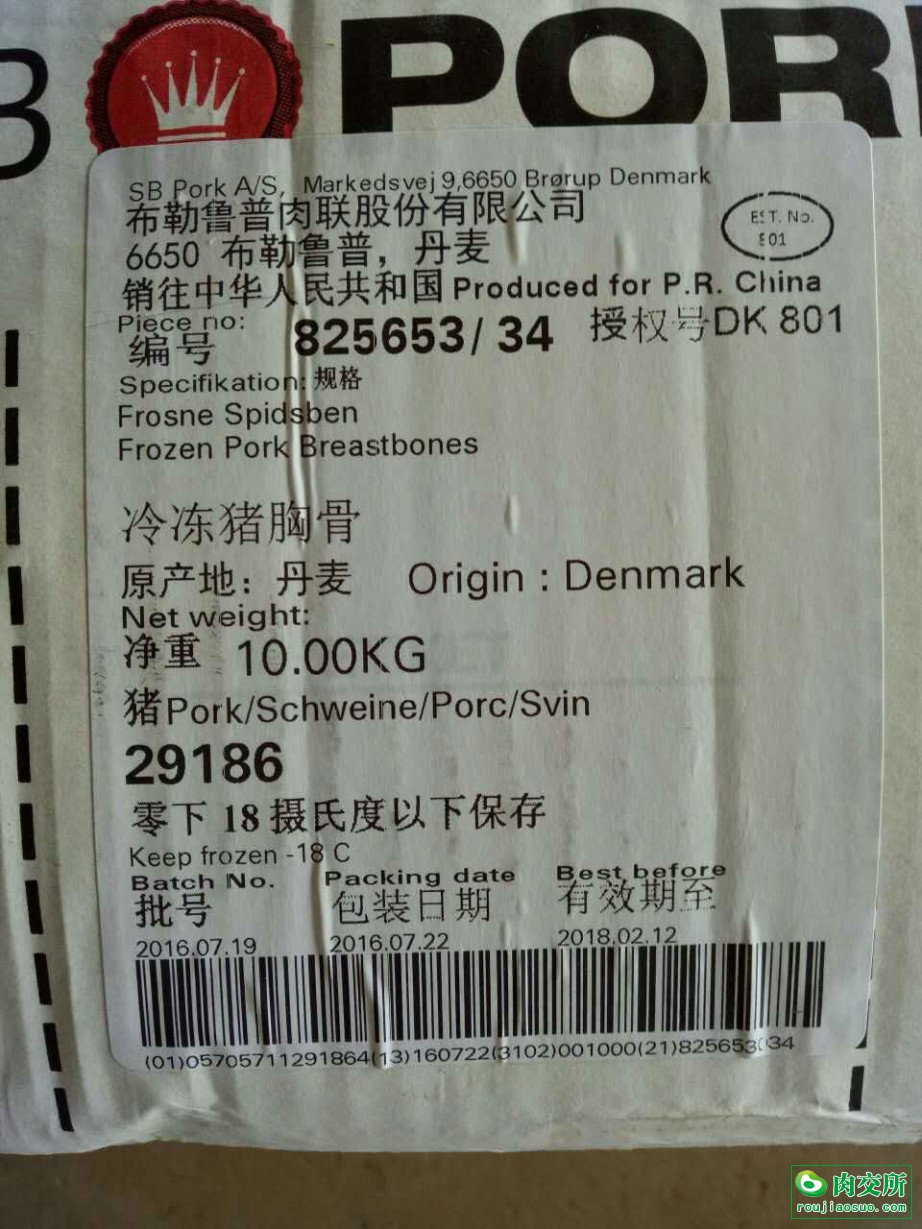 B PORK
SB Pork A/S, Markedsvej 9,6650 Brørup Denmark
布勒鲁普肉联股份有限公司
EST. No.
801
6650 布勒鲁普，丹麦
销往中华人民共和国 Produced for P.R. China
Piece no:
编号 825653/ 34 授权号DK 801
Specifikation: 规格
Frosne Spidsben
Frozen Pork Breastbones
冷冻猪胸骨
原产地：丹麦 Origin : Denmark
Net weight:
净重 10.00KG
猪Pork/Schweine/Porc/Svin
29186
零下 18 摄氏度以下保存
Keep frozen -18 C
Batch No. Packing date Best before
批号 包装日期 有效期至
2016.07.19 2016.07.22 2018.02.12
(01)05705711291864(13)160722(3102)001000(21)825653034
肉交所
roujiaosuo.com